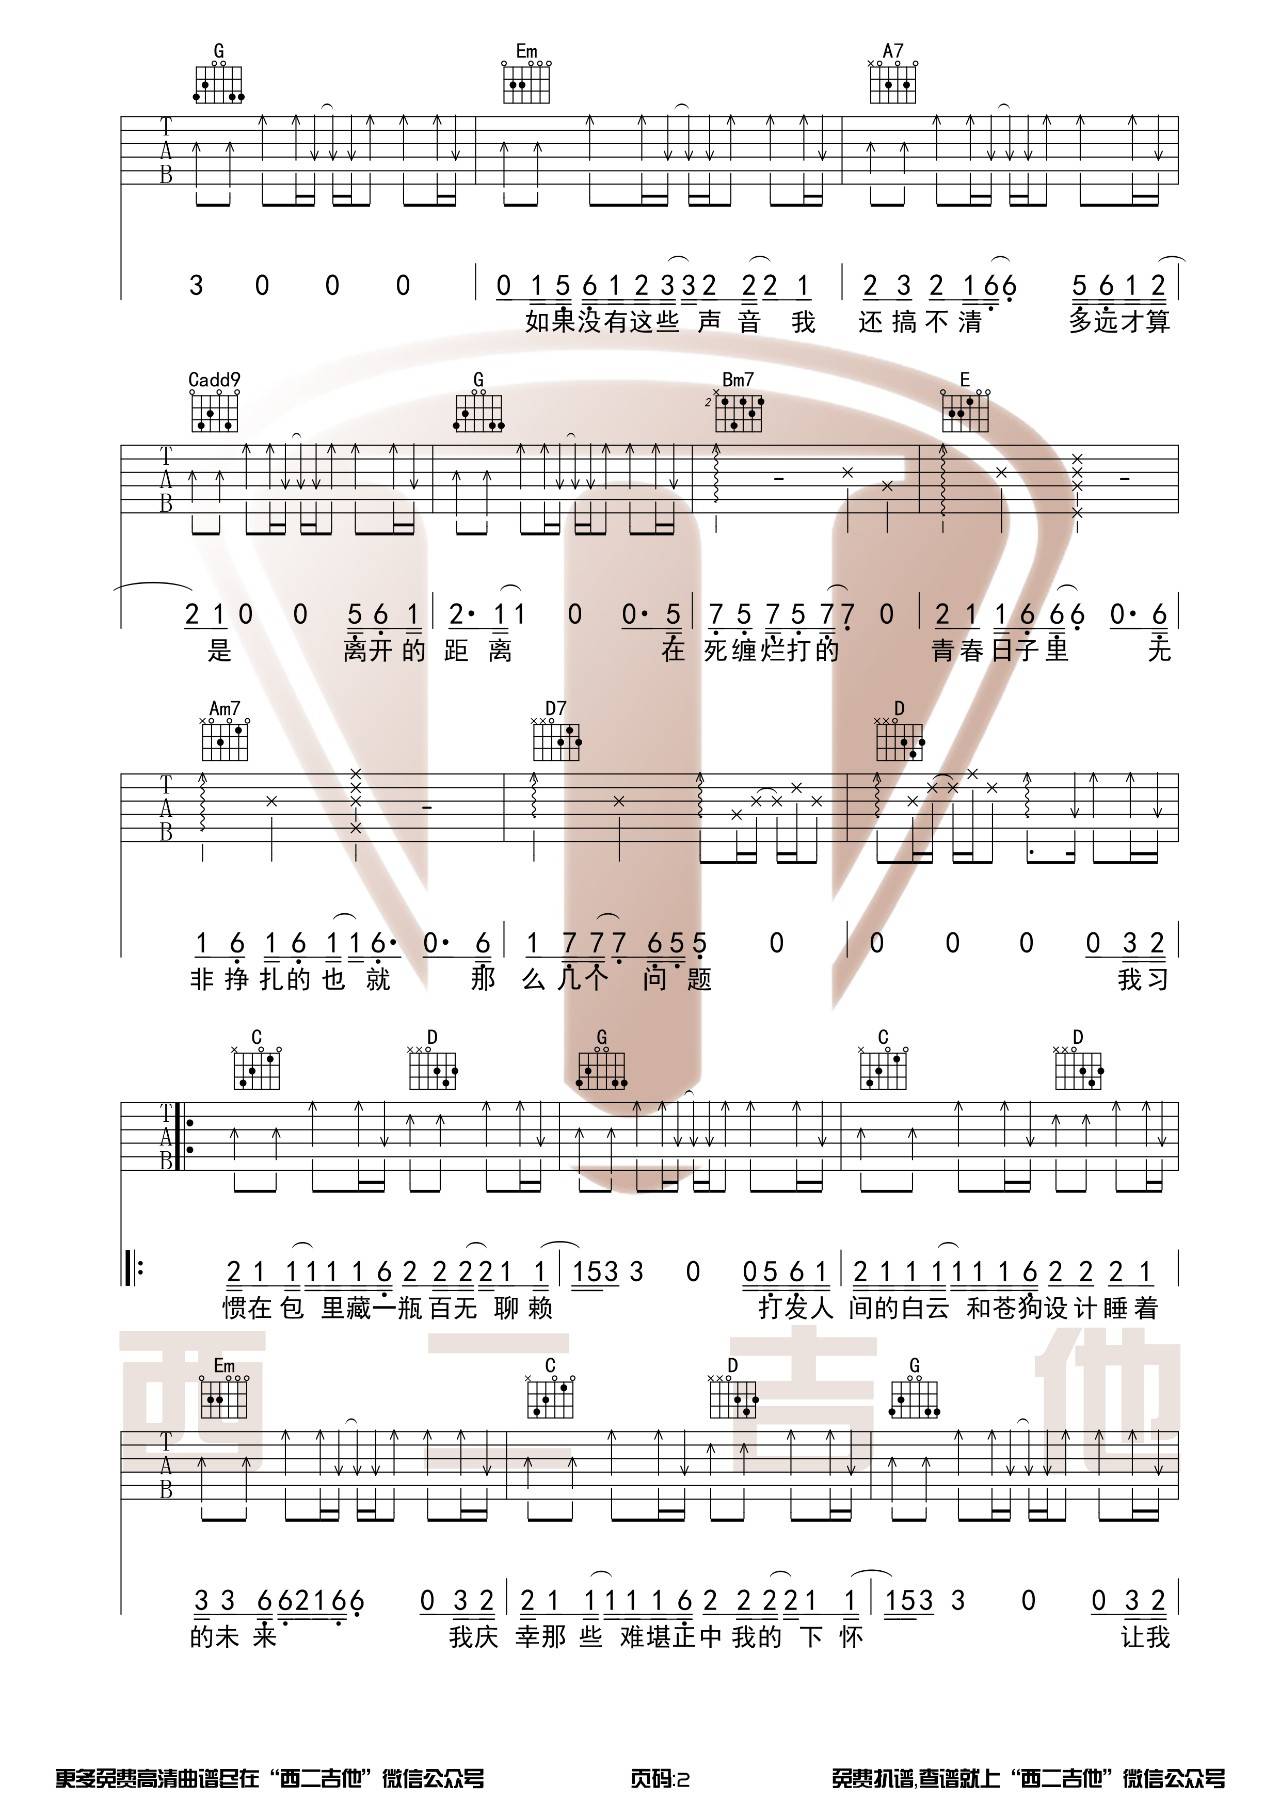 G Em A7
T
A
B
3 0 0 0 0 1 5 6 1 2 3 3 2 2 2 1 2 3 2 1 6 6 5 6 1 2
如果没有这些 声 音 我 还搞不清 多远才算
Cadd9 G Bm7 E
2
T
A
B
2 1 0 0 5 6 1 2· 1 1 0 0· 5 7 5 7 5 7 7 0 2 1 1 6 6 6 0· 6
是 离开的 距 离 在 死缠烂打的 青春日子里 无
Am7 D7 D
T
A
B
1 6 1 6 1 1 6· 0· 6 1 7 7 7 6 5 5 0 0 0 0 0 3 2
非挣扎的也就 那 么几个 问 题 我习
C D G C D
T
A
B
2 1 1 1 1 1 6 2 2 2 2 1 1 1 5 3 3 0 0 5 6 1 2 1 1 1 1 1 1 6 2 2 2 1
惯在包 里藏一瓶百无 聊 赖 打发人 间的白云 和苍狗设计睡着
Em C D G
T
A
B
3 3 6 6 2 1 6 6 0 3 2 2 1 1 1 1 1 6 2 2 2 2 1 1 1 5 3 3 0 0 3 2
的未来 我庆 幸那些 难堪正中我的 下 怀 让我
西二吉他
更多免费高清曲谱尽在“西二吉他”微信公众号 页码:2 免费扒谱,查谱就上“西二吉他”微信公众号